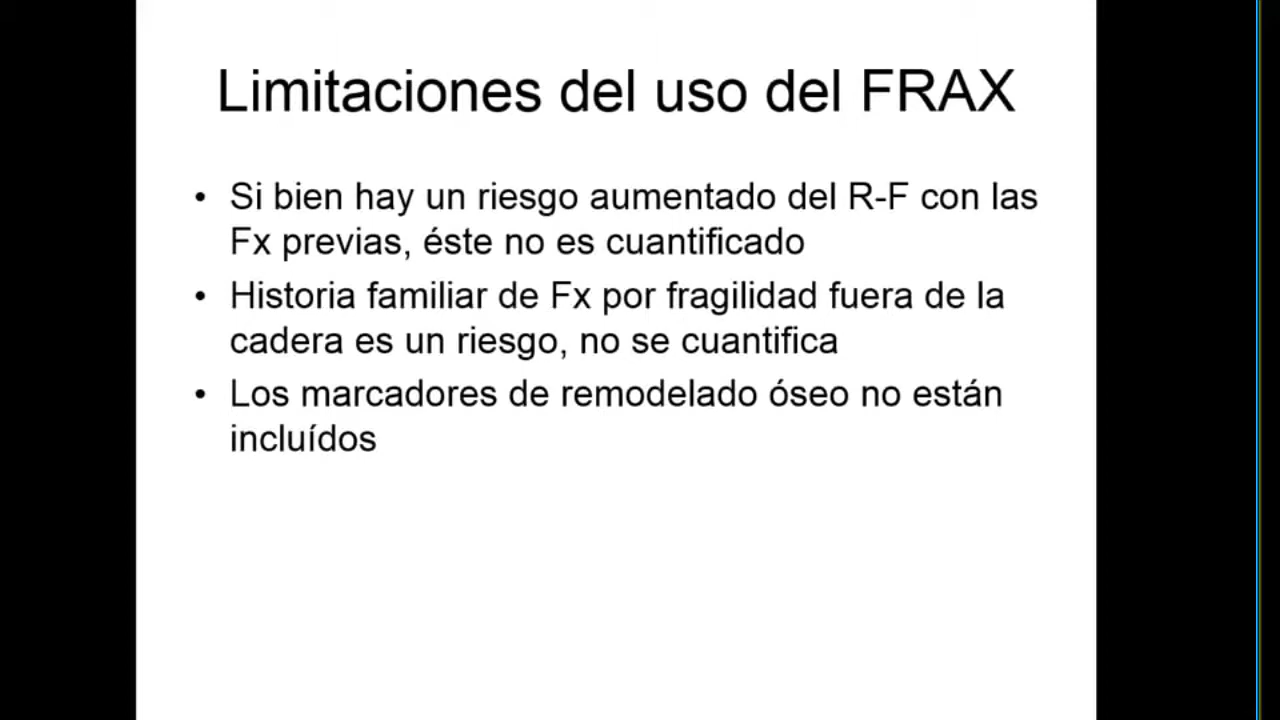 Limitaciones del uso del FRAX
• Si bien hay un riesgo aumentado del R-F con las
Fx previas, éste no es cuantificado
• Historia familiar de Fx por fragilidad fuera de la
cadera es un riesgo, no se cuantifica
• Los marcadores de remodelado óseo no están
incluídos